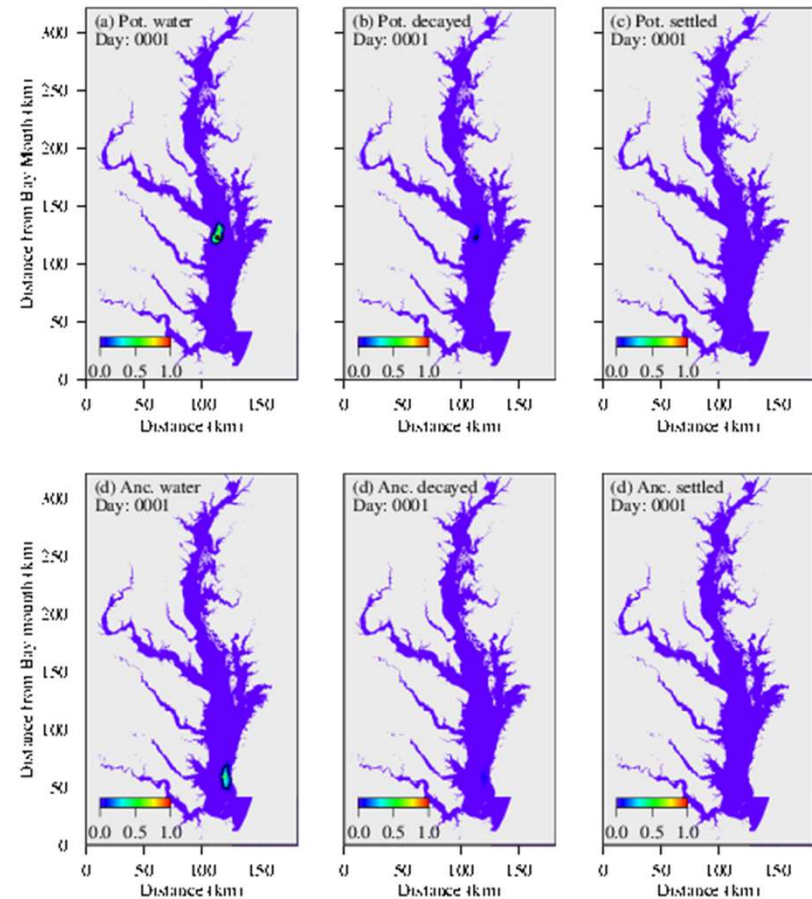 (a) Pot. water
Day: 0001
(b) Pot. decayed
Day: 0001
(c) Pot. settled
Day: 0001
Distance from Bay Mouth (km)
300
250
200
150
100
50
0
0.0 0.5 1.0
0.0 0.5 1.0
0.0 0.5 1.0
0 50 100 150
0 50 100 150
0 50 100 150
Distance (km)
Distance (km)
Distance (km)
(d) Anc. water
Day: 0001
(d) Anc. decayed
Day: 0001
(d) Anc. settled
Day: 0001
Distance from Bay mouth (km)
300
250
200
150
100
50
0
0.0 0.5 1.0
0.0 0.5 1.0
0.0 0.5 1.0
0 50 100 150
0 50 100 150
0 50 100 150
Distance (km)
Distance (km)
Distance (km)